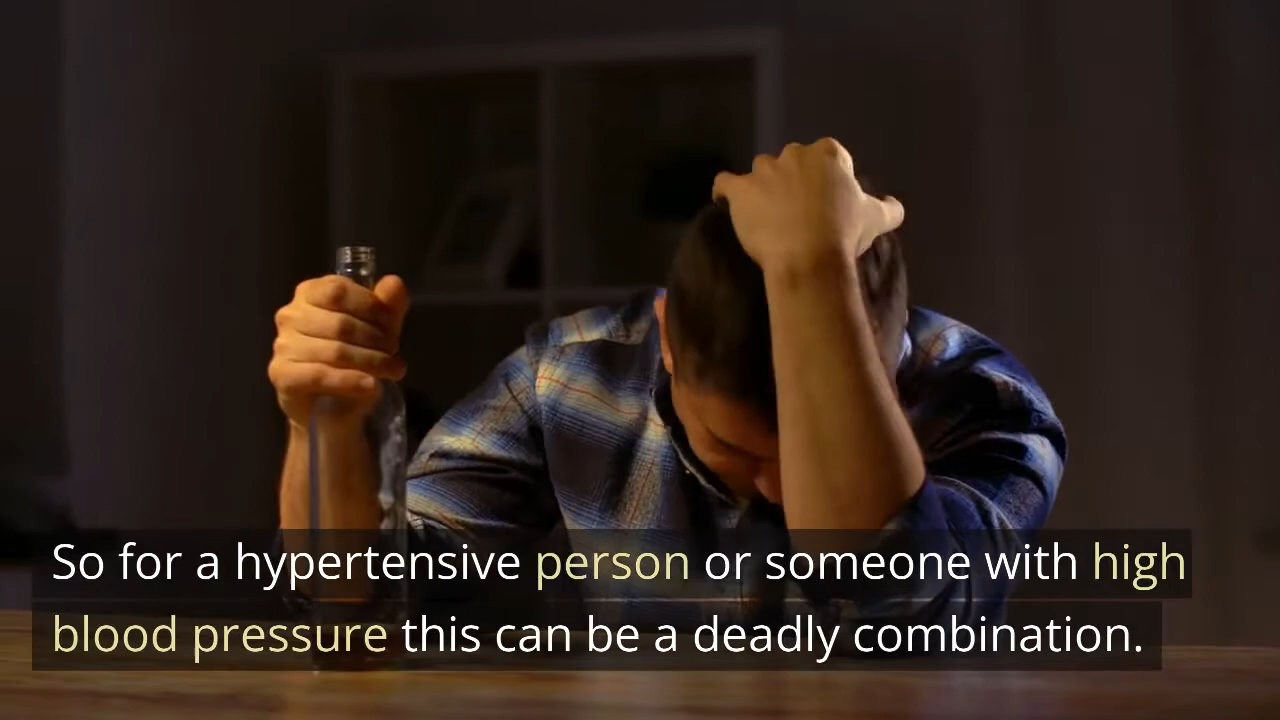 So for a hypertensive person or someone with high
blood pressure this can be a deadly combination.